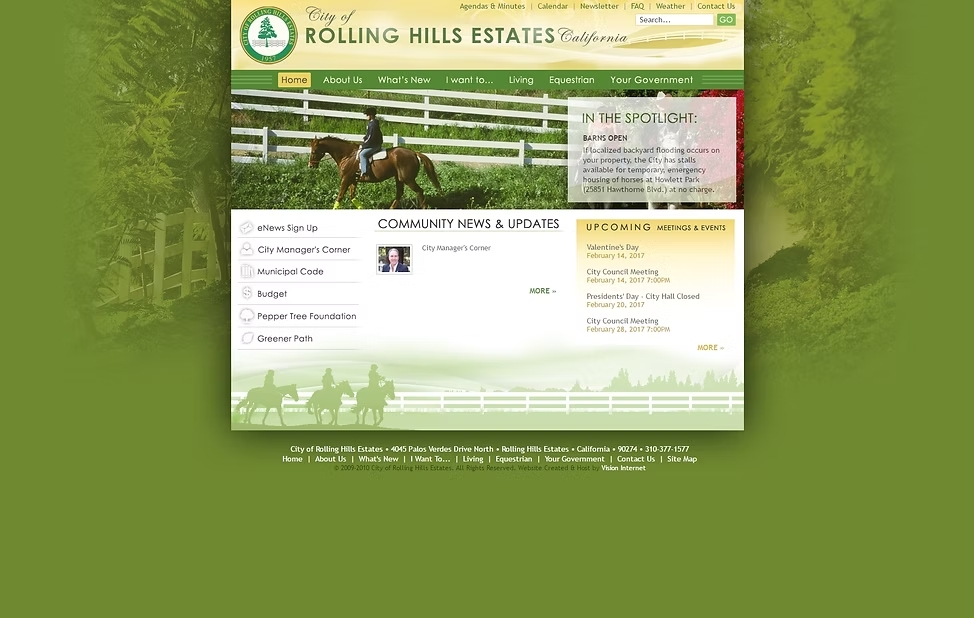 Agendas & Minutes | Calendar | Newsletter | FAQ | Weather | Contact Us
Search... GO
City of
ROLLING HILLS ESTATES California
1957
Home About Us What's New I want to... Living Equestrian Your Government
IN THE SPOTLIGHT:
BARNS OPEN
If localized backyard flooding occurs on
your property, the City has stalls
available for temporary, emergency
housing of horses at Howlett Park
(25851 Hawthorne Blvd.) at no charge.
eNews Sign Up
City Manager's Corner
Municipal Code
Budget
Pepper Tree Foundation
Greener Path
COMMUNITY NEWS & UPDATES
City Manager's Corner
MORE »
UPCOMING MEETINGS & EVENTS
Valentine's Day
February 14, 2017
City Council Meeting
February 14, 2017 7:00PM
Presidents' Day - City Hall Closed
February 20, 2017
City Council Meeting
February 28, 2017 7:00PM
MORE »
City of Rolling Hills Estates • 4045 Palos Verdes Drive North • Rolling Hills Estates • California • 90274 • 310-377-1577
Home | About Us | What's New | I Want To... | Living | Equestrian | Your Government | Contact Us | Site Map
© 2009-2010 City of Rolling Hills Estates. All Rights Reserved. Website Created & Host by Vision Internet